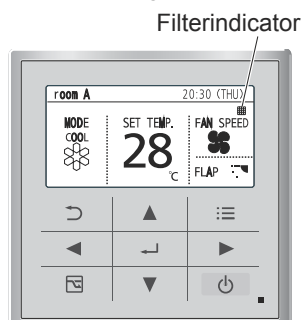 Filterindicator
room A 20:30 (THU)
MODE SET TEMP. FAN SPEED
COOL
28 °C
FLAP